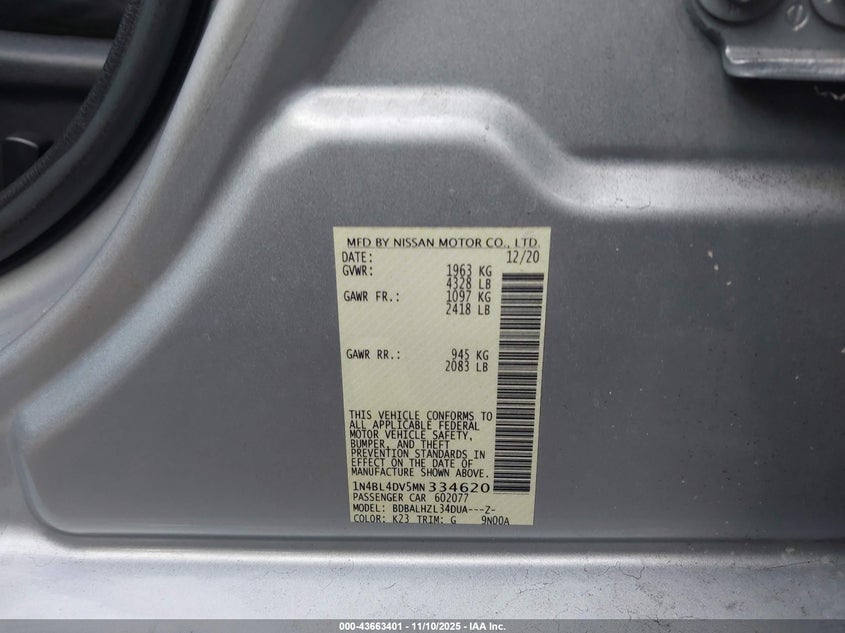 MFD BY NISSAN MOTOR CO., LTD.
DATE: 12/20
GVWR: 1963 KG
4328 LB
GAWR FR.: 1097 KG
2418 LB
GAWR RR.: 945 KG
2083 LB
THIS VEHICLE CONFORMS TO
ALL APPLICABLE FEDERAL
MOTOR VEHICLE SAFETY,
BUMPER, AND THEFT
PREVENTION STANDARDS IN
EFFECT ON THE DATE OF
MANUFACTURE SHOWN ABOVE.
1N4BL4DV5MN334620
PASSENGER CAR 602077
MODEL: BDBALHZL34DUA---Z-
COLOR: K23 TRIM: G 9N00A
000-43663401 - 11/10/2025 - IAA Inc.